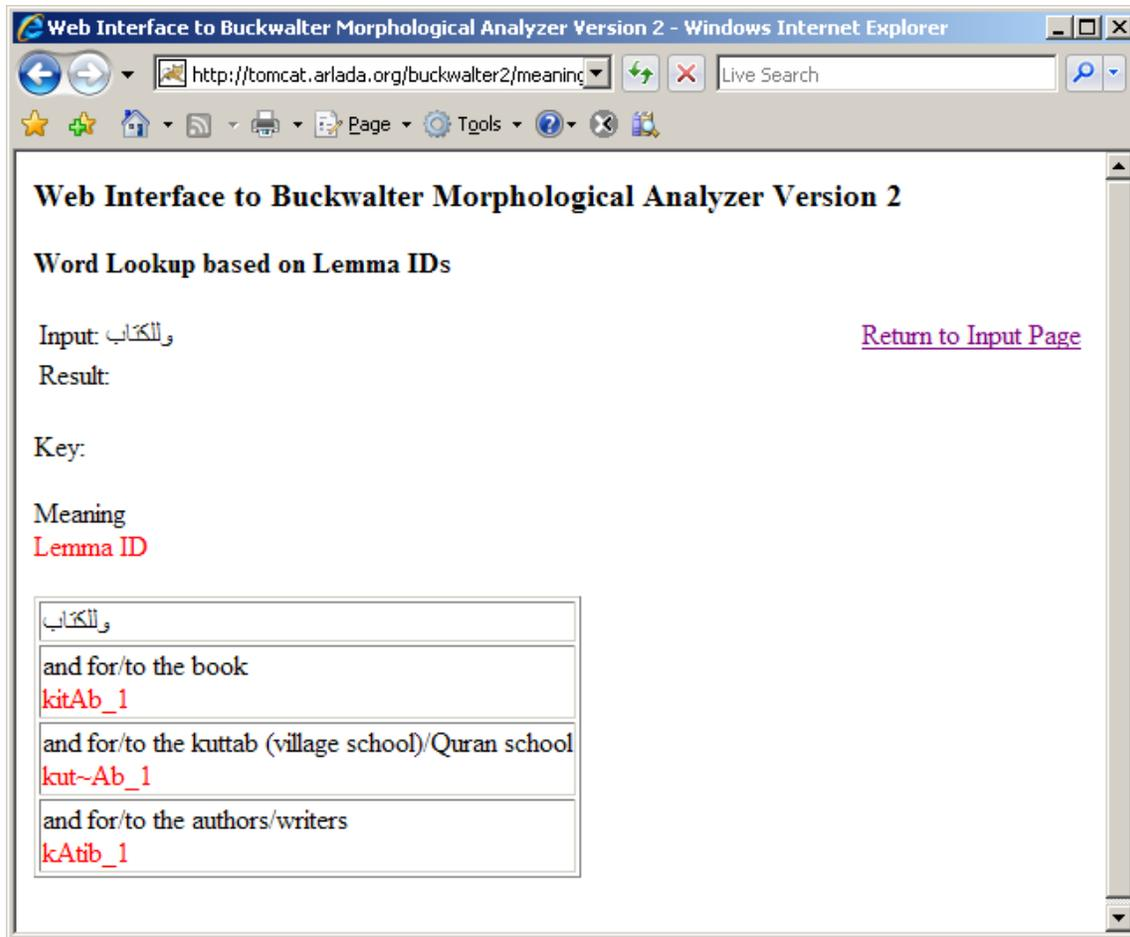 Web Interface to Buckwalter Morphological Analyzer Version 2 - Windows Internet Explorer
http://tomcat.arlada.org/buckwalter2/meaning
Live Search
Page Tools
Web Interface to Buckwalter Morphological Analyzer Version 2
Word Lookup based on Lemma IDs
Input: وللكتاب Return to Input Page
Result:
Key:
Meaning
Lemma ID
وللكتاب
and for/to the book
kitAb_1
and for/to the kuttab (village school)/Quran school
kut~Ab_1
and for/to the authors/writers
kAtib_1